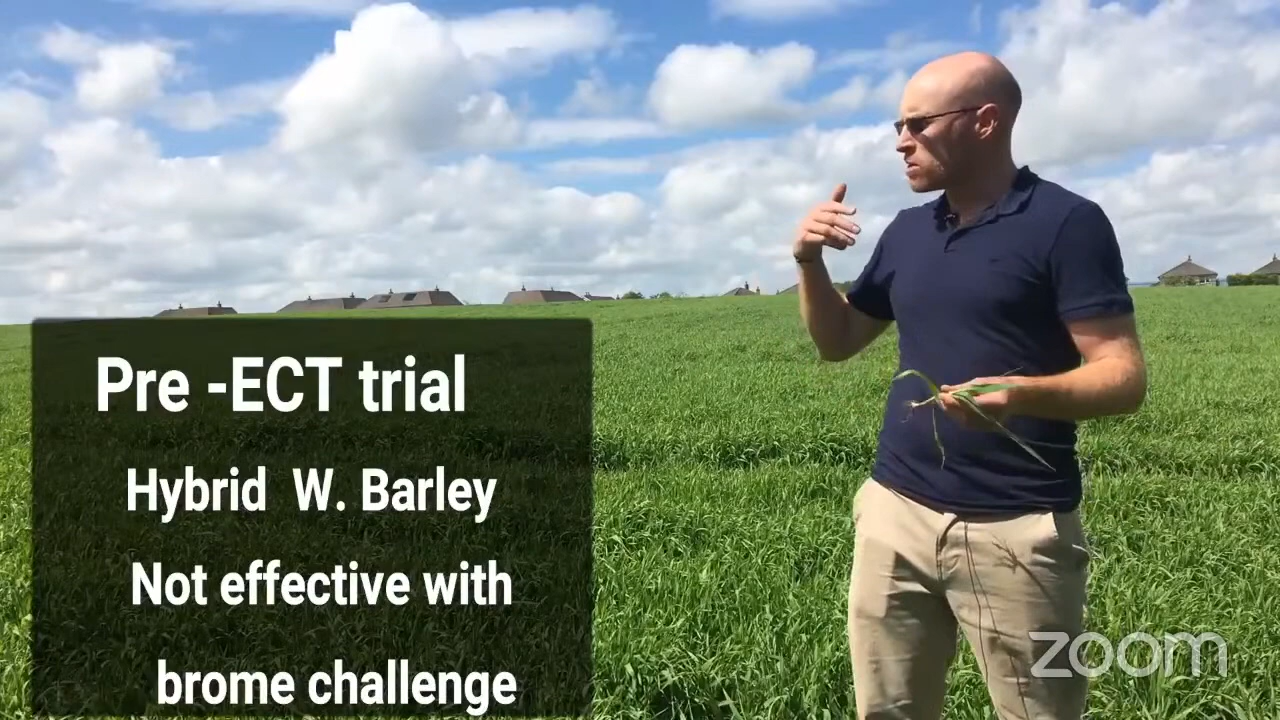 Pre -ECT trial
Hybrid W. Barley
Not effective with
brome challenge
zoom